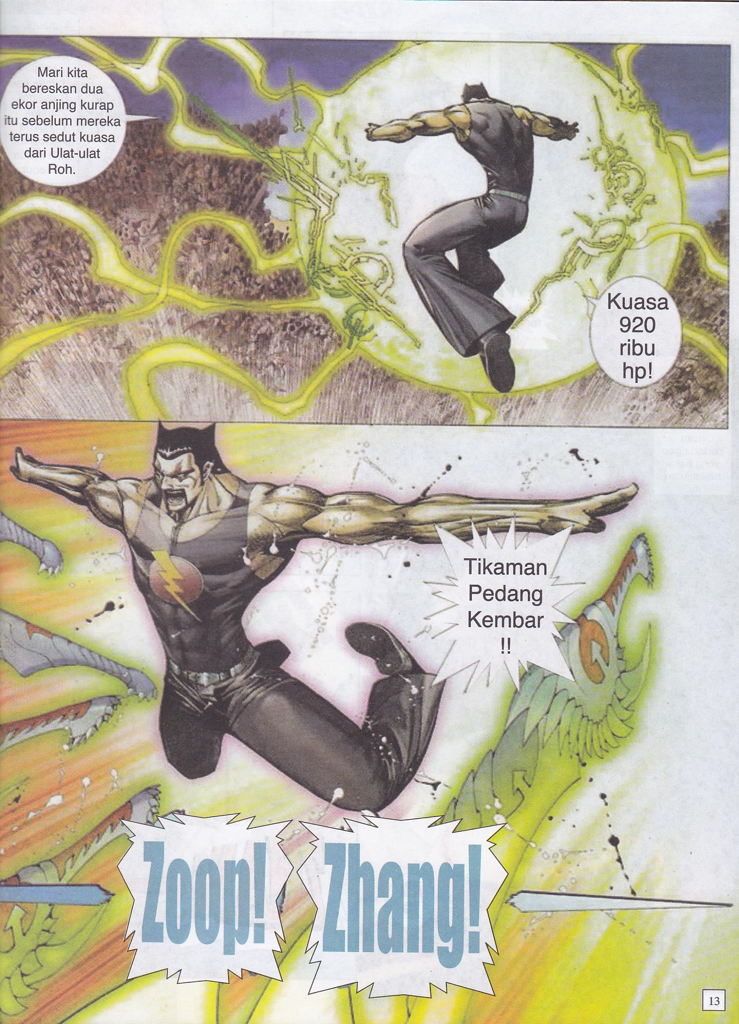 Mari kita
bereskan dua
ekor anjing kurap
itu sebelum mereka
terus sedut kuasa
dari Ulat-ulat
Roh.
Kuasa
920
ribu
hp!
Tikaman
Pedang
Kembar
!!
Zoop!
Zhang!
13